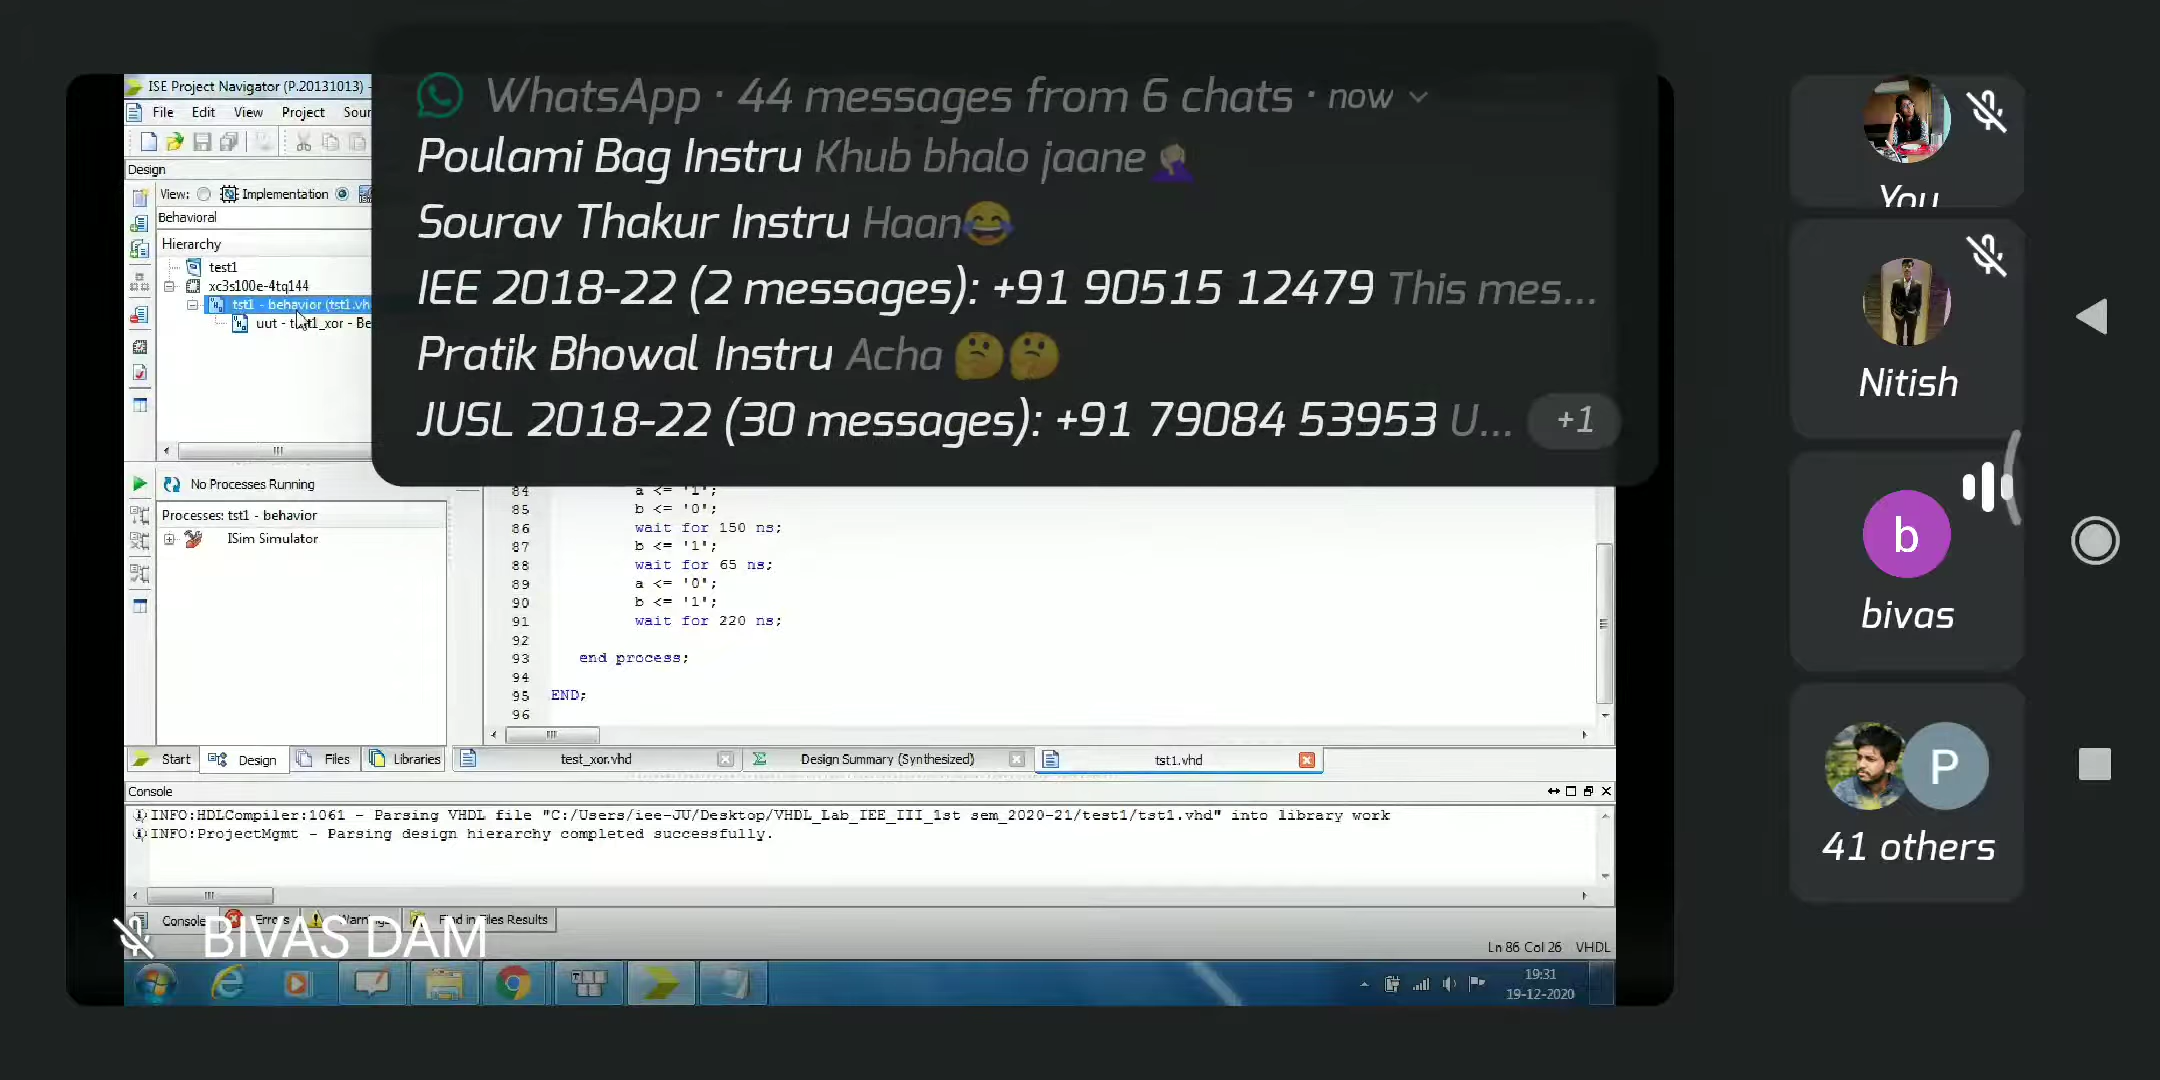 ISE Project Navigator (P.20131013) -
File Edit View Project Sour
Design
View: Implementation
Behavioral
Hierarchy
test1
xc3s100e-4tq144
tst1 - behavior (tst1.vh
uut - 
WhatsApp · 44 messages from 6 chats · now
Poulami Bag Instru Khub bhalo jaane🤦‍♀️
Sourav Thakur Instru Haan😂
IEE 2018-22 (2 messages): +91 90515 12479 This mes...
Pratik Bhowal Instru Acha 🤔🤔
JUSL 2018-22 (30 messages): +91 79084 53953 U... +1
No Processes Running
Processes: tst1 - behavior
ISim Simulator
84 a <= '1';
85 b <= '0';
86 wait for 150 ns;
87 b <= '1';
88 wait for 65 ns;
89 a <= '0';
90 b <= '1';
91 wait for 220 ns;
92
93 end process;
94
95 END;
96
Start Design Files Libraries
test_xor.vhd Design Summary (Synthesized) tst1.vhd
Console
INFO:HDLCompiler:1061 - Parsing VHDL file "C:/Users/iee-JU/Desktop/VHDL_Lab_IEE_III_1st sem_2020-21/test1/tst1.vhd" into library work
INFO:ProjectMgmt - Parsing design hierarchy completed successfully.
Console Errors Warnings Find in Files Results
BIVAS DAM
Ln 86 Col 26 VHDL
19:31
19-12-2020
You
Nitish
b
bivas
P
41 others